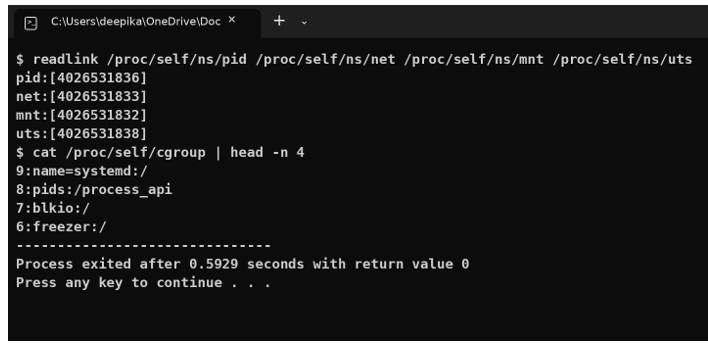 C:\Users\deepika\OneDrive\Doc
$ readlink /proc/self/ns/pid /proc/self/ns/net /proc/self/ns/mnt /proc/self/ns/uts
pid:[4026531836]
net:[4026531833]
mnt:[4026531832]
uts:[4026531838]
$ cat /proc/self/cgroup | head -n 4
9:name=systemd:/
8:pids:/process_api
7:blkio:/
6:freezer:/
-------------------------------
Process exited after 0.5929 seconds with return value 0
Press any key to continue . . .